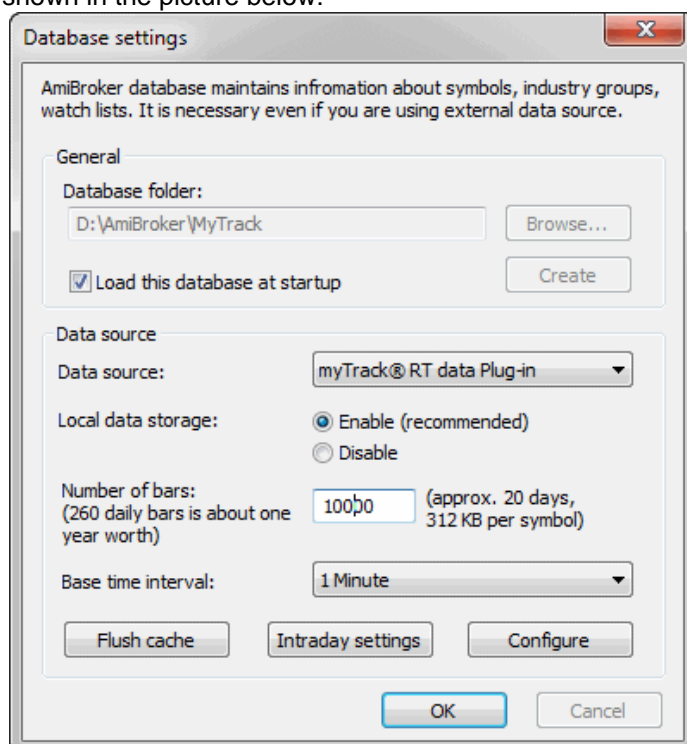 shown in the picture below:
Database settings
AmiBroker database maintains infromation about symbols, industry groups,
watch lists. It is necessary even if you are using external data source.
General
Database folder:
D:\AmiBroker\MyTrack
Browse...
Load this database at startup
Create
Data source
Data source:
myTrack® RT data Plug-in
Local data storage:
Enable (recommended)
Disable
Number of bars:
(260 daily bars is about one
year worth)
10000
(approx. 20 days,
312 KB per symbol)
Base time interval:
1 Minute
Flush cache
Intraday settings
Configure
OK
Cancel